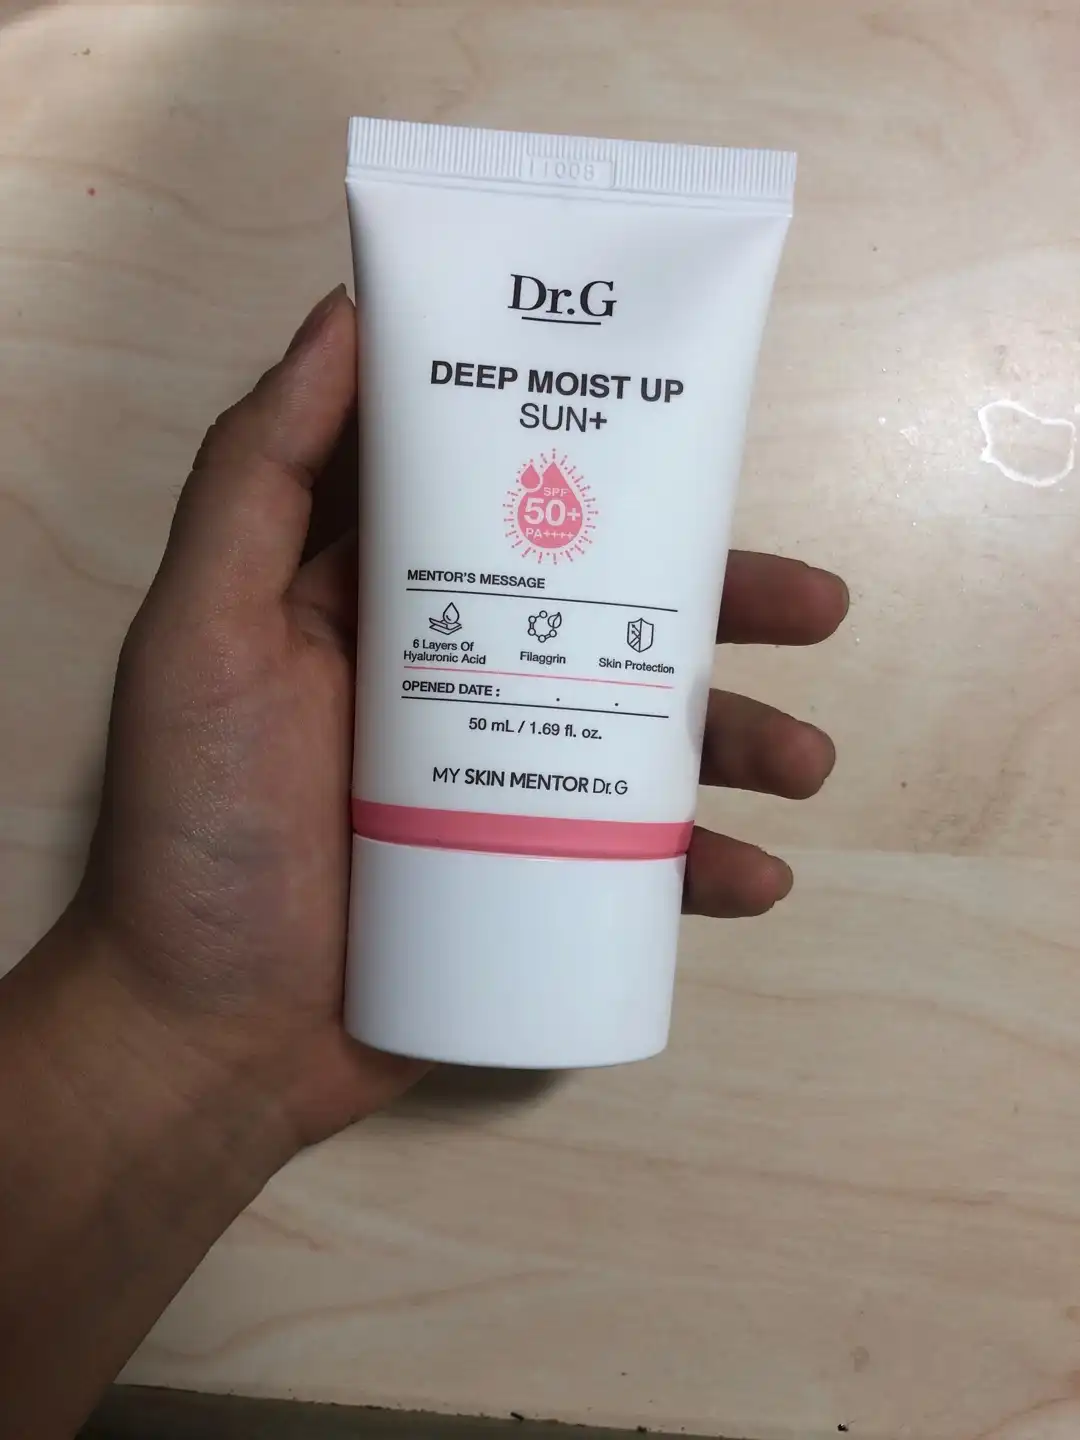 11008
Dr.G
DEEP MOIST UP
SUN+
SPF
50+
PA++++
MENTOR'S MESSAGE
6 Layers Of
Hyaluronic Acid
Filaggrin
Skin Protection
OPENED DATE : . .
50 mL / 1.69 fl. oz.
MY SKIN MENTOR Dr.G